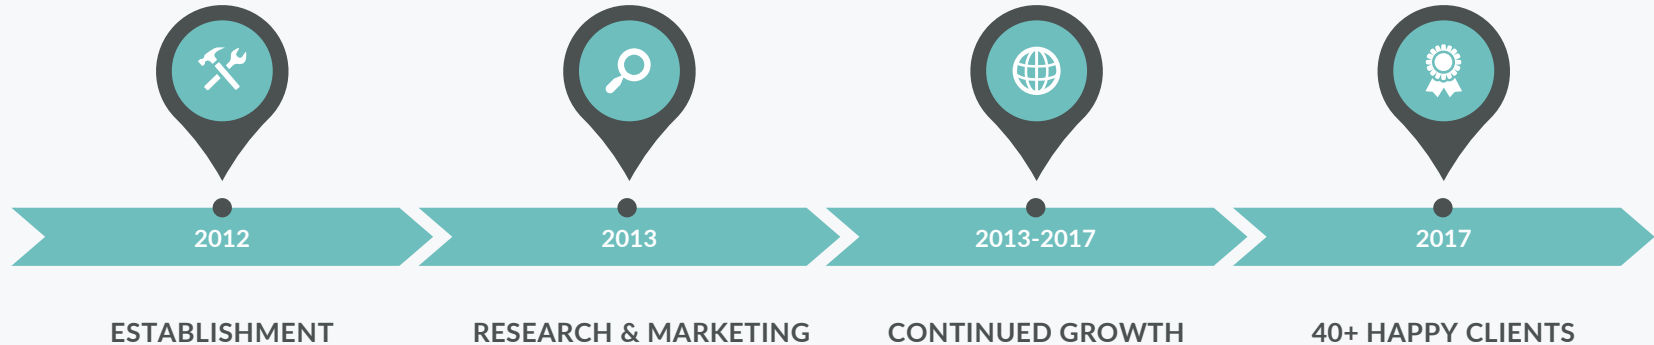 2012
2013
2013-2017
2017
ESTABLISHMENT
RESEARCH & MARKETING
CONTINUED GROWTH
40+ HAPPY CLIENTS